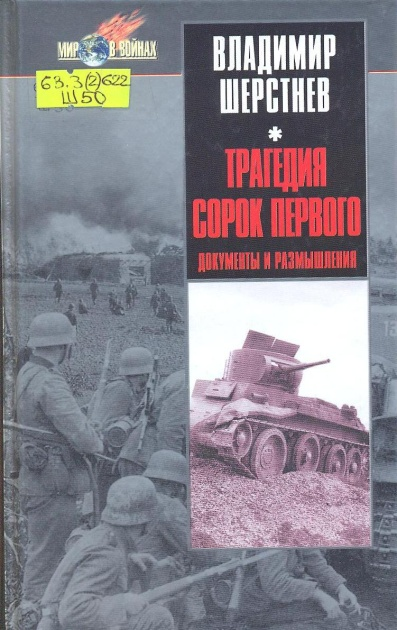 МИР В ВОЙНАХ
63.3(2)622
Ш50
ВЛАДИМИР
ШЕРСТНЕВ
*
ТРАГЕДИЯ
СОРОК ПЕРВОГО
ДОКУМЕНТЫ И РАЗМЫШЛЕНИЯ